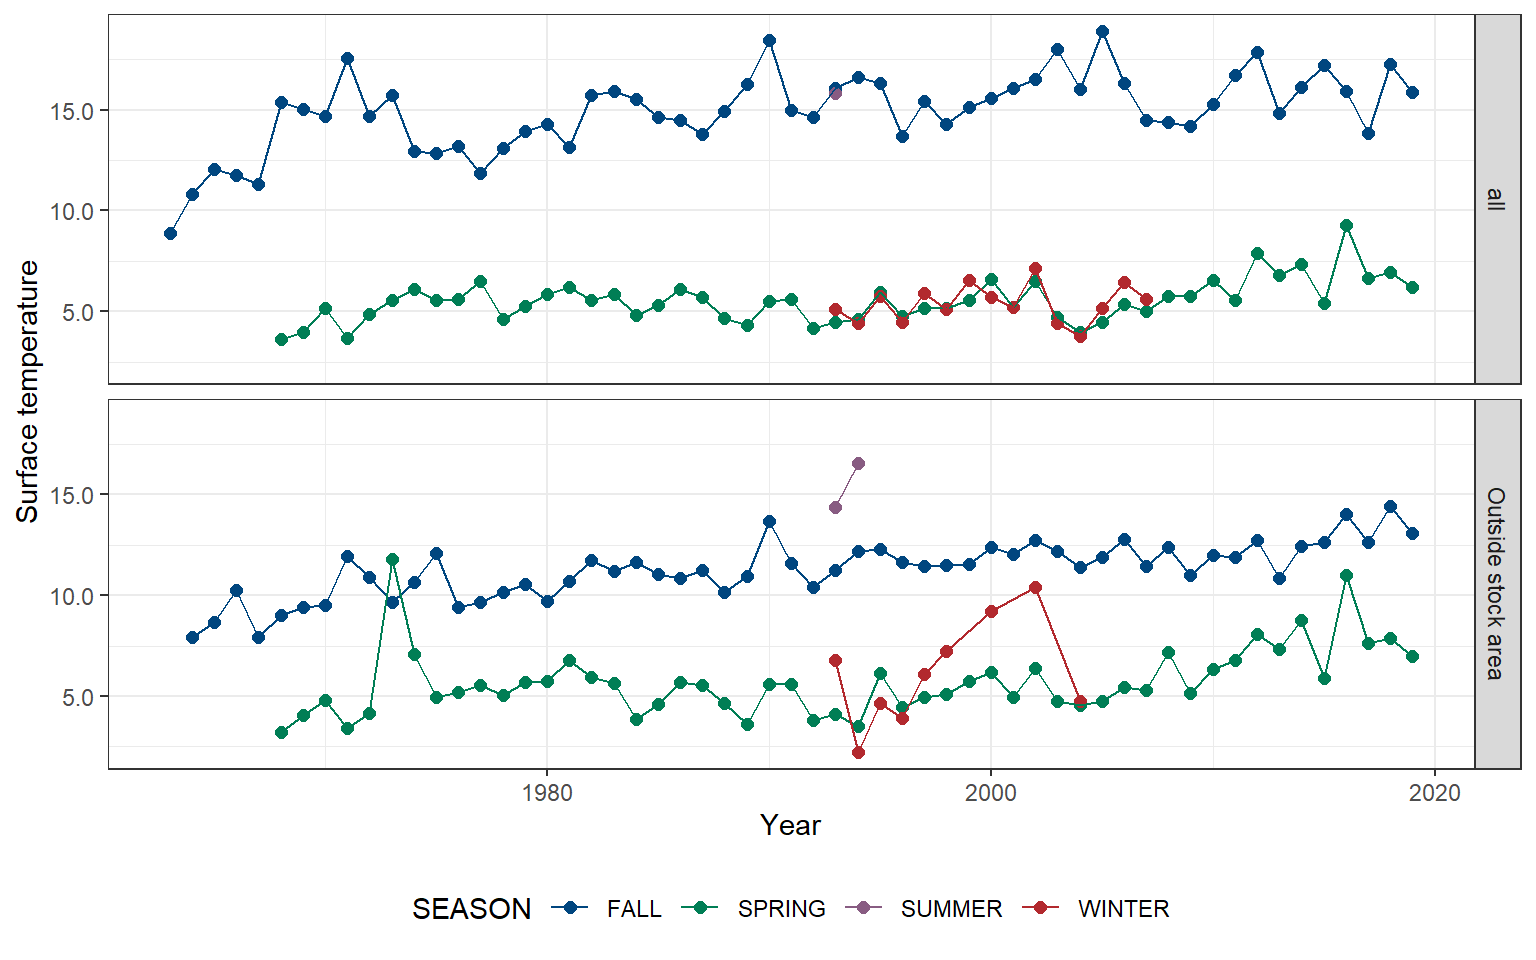 15.0
10.0
5.0
all
Surface temperature
15.0
10.0
5.0
Outside stock area
1980 2000 2020
Year
SEASON FALL SPRING SUMMER WINTER